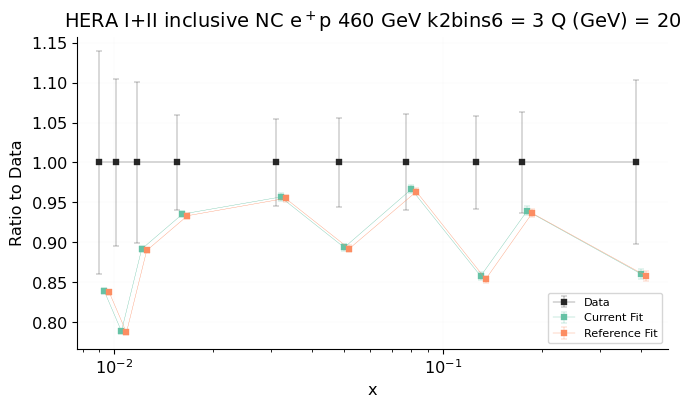 HERA I+II inclusive NC e⁺p 460 GeV k2bins6 = 3 Q (GeV) = 20
1.15
1.10
1.05
1.00
0.95
0.90
0.85
0.80
Ratio to Data
10⁻²
10⁻¹
x
Data
Current Fit
Reference Fit